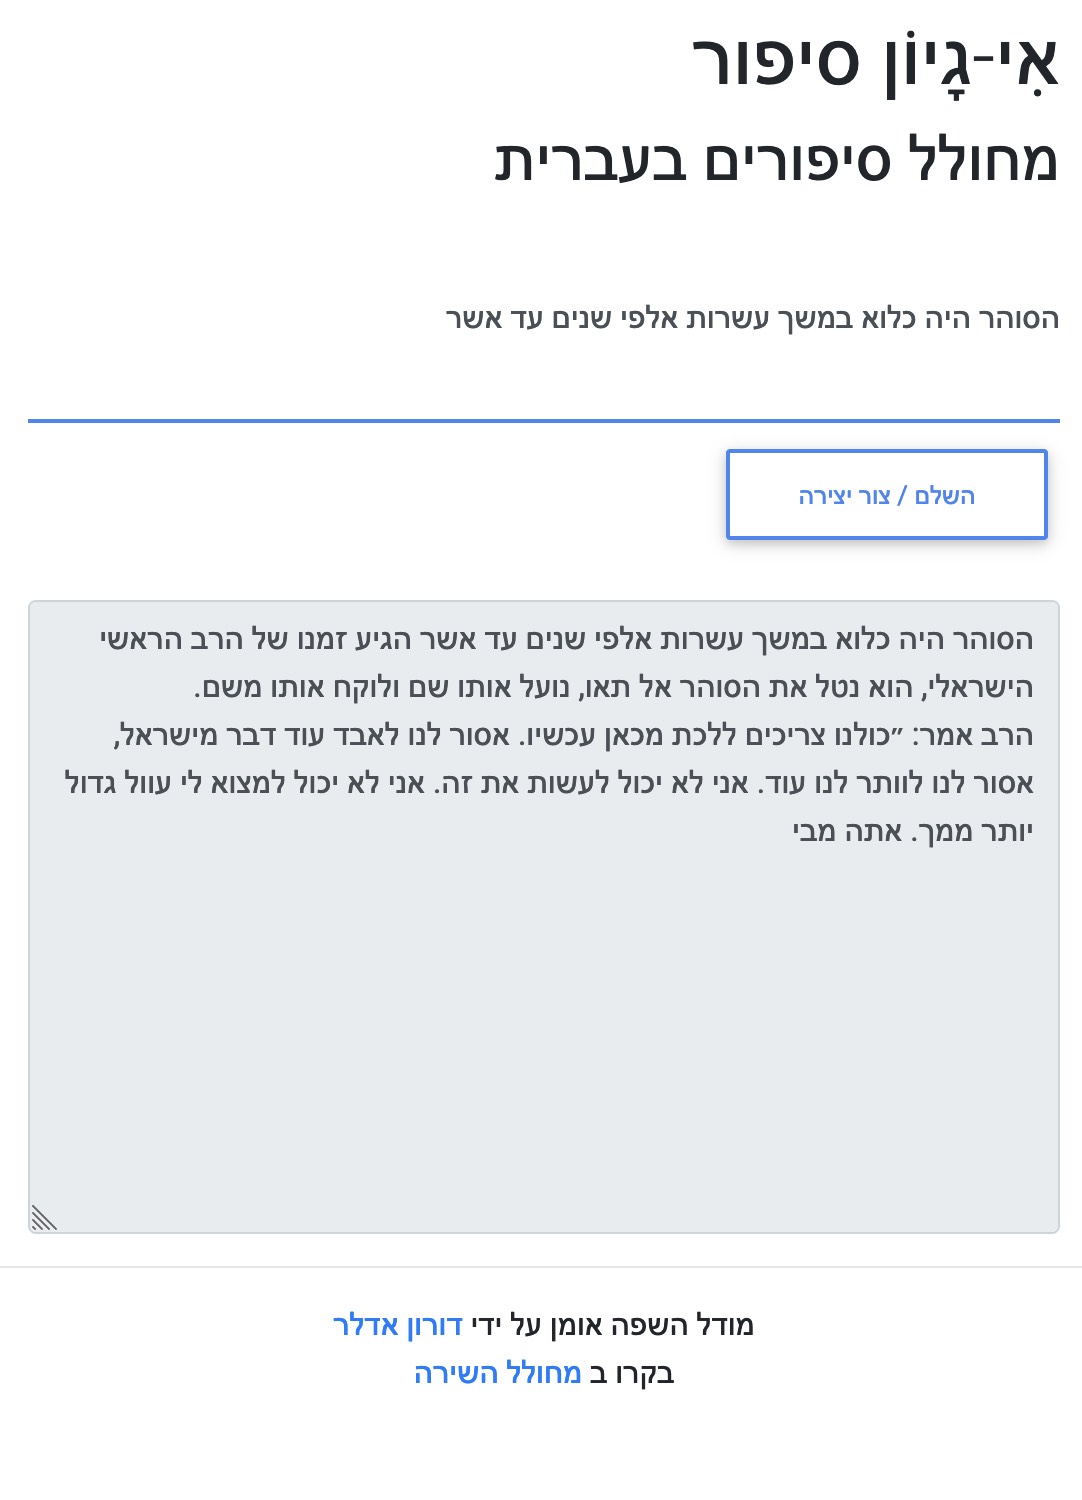 אִי-גָיוֹן סיפור
מחולל סיפורים בעברית
הסוהר היה כלוא במשך עשרות אלפי שנים עד אשר
השלם / צור יצירה
הסוהר היה כלוא במשך עשרות אלפי שנים עד אשר הגיע זמנו של הרב הראשי
הישראלי, הוא נטל את הסוהר אל תאו, נועל אותו שם ולוקח אותו משם.
הרב אמר: ״כולנו צריכים ללכת מכאן עכשיו. אסור לנו לאבד עוד דבר מישראל,
אסור לנו לוותר לנו עוד. אני לא יכול לעשות את זה. אני לא יכול למצוא לי עוול גדול
יותר ממך. אתה מבי
מודל השפה אומן על ידי דורון אדלר
בקרו ב מחולל השירה